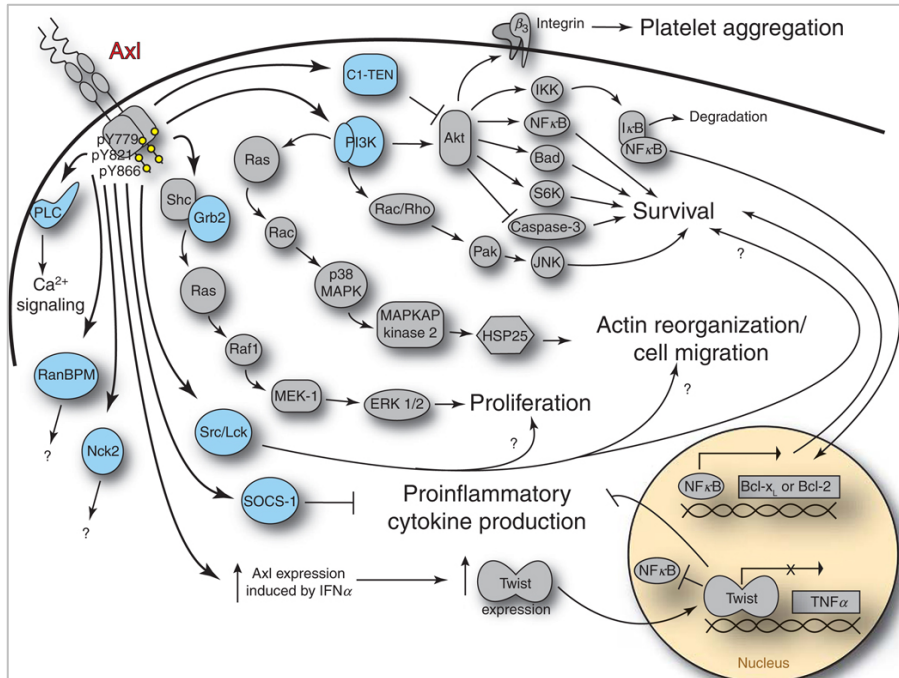 Axl
β3
Integrin
Platelet aggregation
C1-TEN
IKK
IκB
Degradation
NFκB
NFκB
Akt
pY779
pY821
pY866
PI3K
Bad
Ras
S6K
Shc
Grb2
Rac/Rho
Survival
PLC
Caspase-3
Rac
Pak
JNK
?
Ca2+
signaling
Ras
p38
MAPK
MAPKAP
kinase 2
HSP25
Actin reorganization/
cell migration
Raf1
RanBPM
MEK-1
ERK 1/2
Proliferation
?
Src/Lck
?
?
Nck2
NFκB
Bcl-xL or Bcl-2
SOCS-1
Proinflammatory
cytokine production
?
NFκB
x
Axl expression
induced by IFNα
Twist
expression
Twist
TNFα
Nucleus